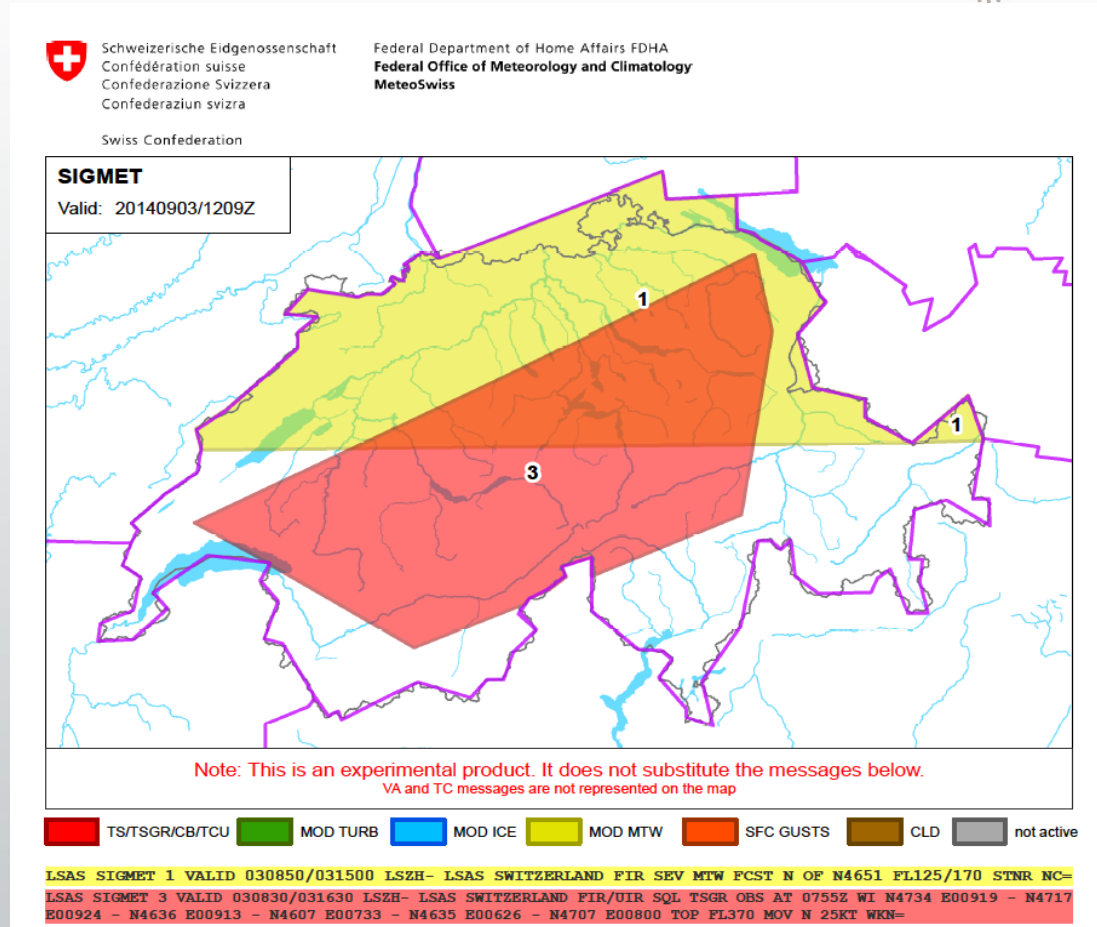 Schweizerische Eidgenossenschaft
Confédération suisse
Confederazione Svizzera
Confederaziun svizra
Swiss Confederation
Federal Department of Home Affairs FDHA
Federal Office of Meteorology and Climatology
MeteoSwiss
SIGMET
Valid: 20140903/1209Z
1
1
3
Note: This is an experimental product. It does not substitute the messages below.
VA and TC messages are not represented on the map
TS/TSGR/CB/TCU MOD TURB MOD ICE MOD MTW SFC GUSTS CLD not active
LSAS SIGMET 1 VALID 030850/031500 LSZH- LSAS SWITZERLAND FIR SEV MTW FCST N OF N4651 FL125/170 STNR NC=
LSAS SIGMET 3 VALID 030830/031630 LSZH- LSAS SWITZERLAND FIR/UIR SQL TSGR OBS AT 0755Z WI N4734 E00919 - N4717
E00924 - N4636 E00913 - N4607 E00733 - N4635 E00626 - N4707 E00800 TOP FL370 MOV N 25KT WKN=